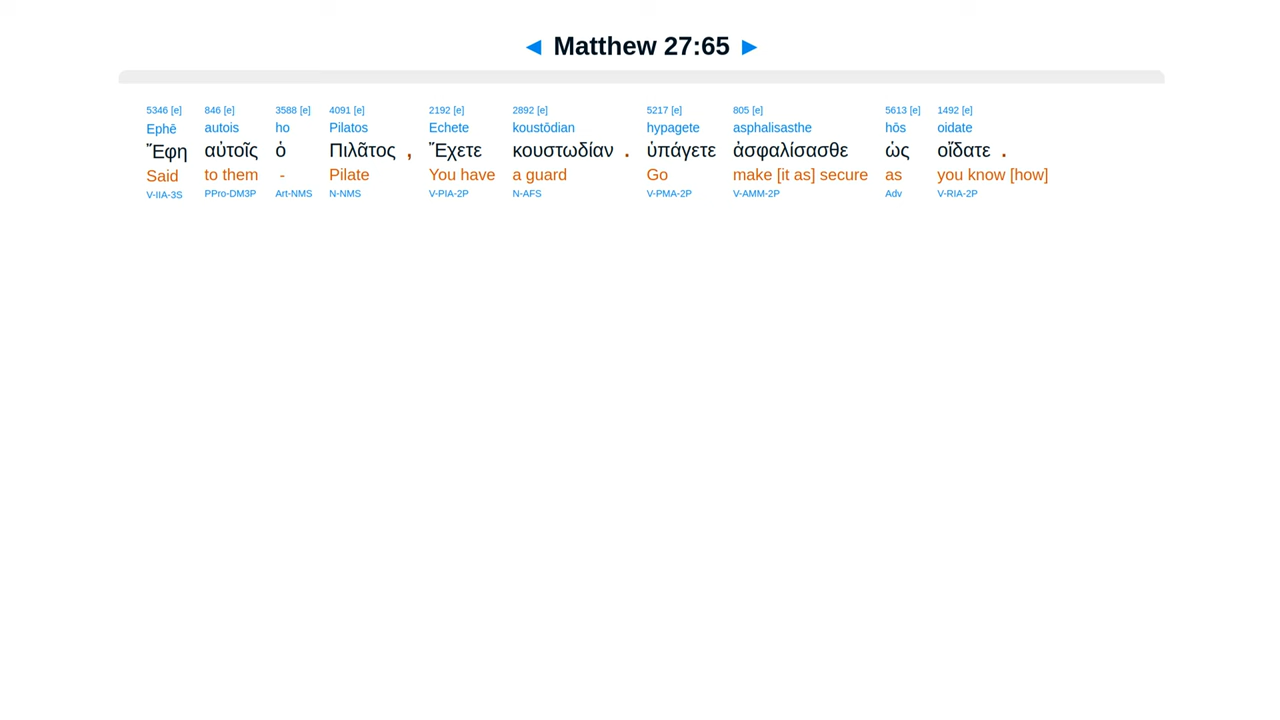 ◄ Matthew 27:65 ►
5346 [e] 846 [e] 3588 [e] 4091 [e] 2192 [e] 2892 [e] 5217 [e] 805 [e] 5613 [e] 1492 [e]
Ephē autois ho Pilatos Echete koustōdian hypagete asphalisasthe hōs oidate
Ἔφη αὐτοῖς ὁ Πιλᾶτος , Ἔχετε κουστωδίαν . ὑπάγετε ἀσφαλίσασθε ὡς οἴδατε .
Said to them - Pilate You have a guard Go make [it as] secure as you know [how]
V-IIA-3S PPro-DM3P Art-NMS N-NMS V-PIA-2P N-AFS V-PMA-2P V-AMM-2P Adv V-RIA-2P